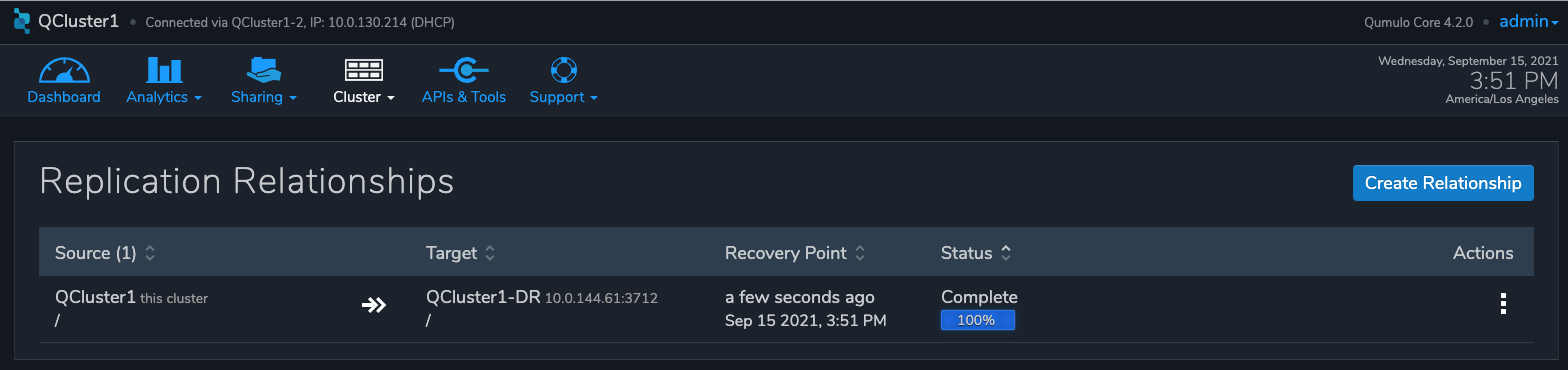 QCluster1 • Connected via QCluster1-2, IP: 10.0.130.214 (DHCP)
Qumulo Core 4.2.0 • admin
Dashboard Analytics Sharing Cluster APIs & Tools Support
Wednesday, September 15, 2021
3:51 PM
America/Los Angeles
Replication Relationships
Create Relationship
Source (1) Target Recovery Point Status Actions
QCluster1 this cluster QCluster1-DR 10.0.144.61:3712 a few seconds ago Complete
/ / Sep 15 2021, 3:51 PM 100%